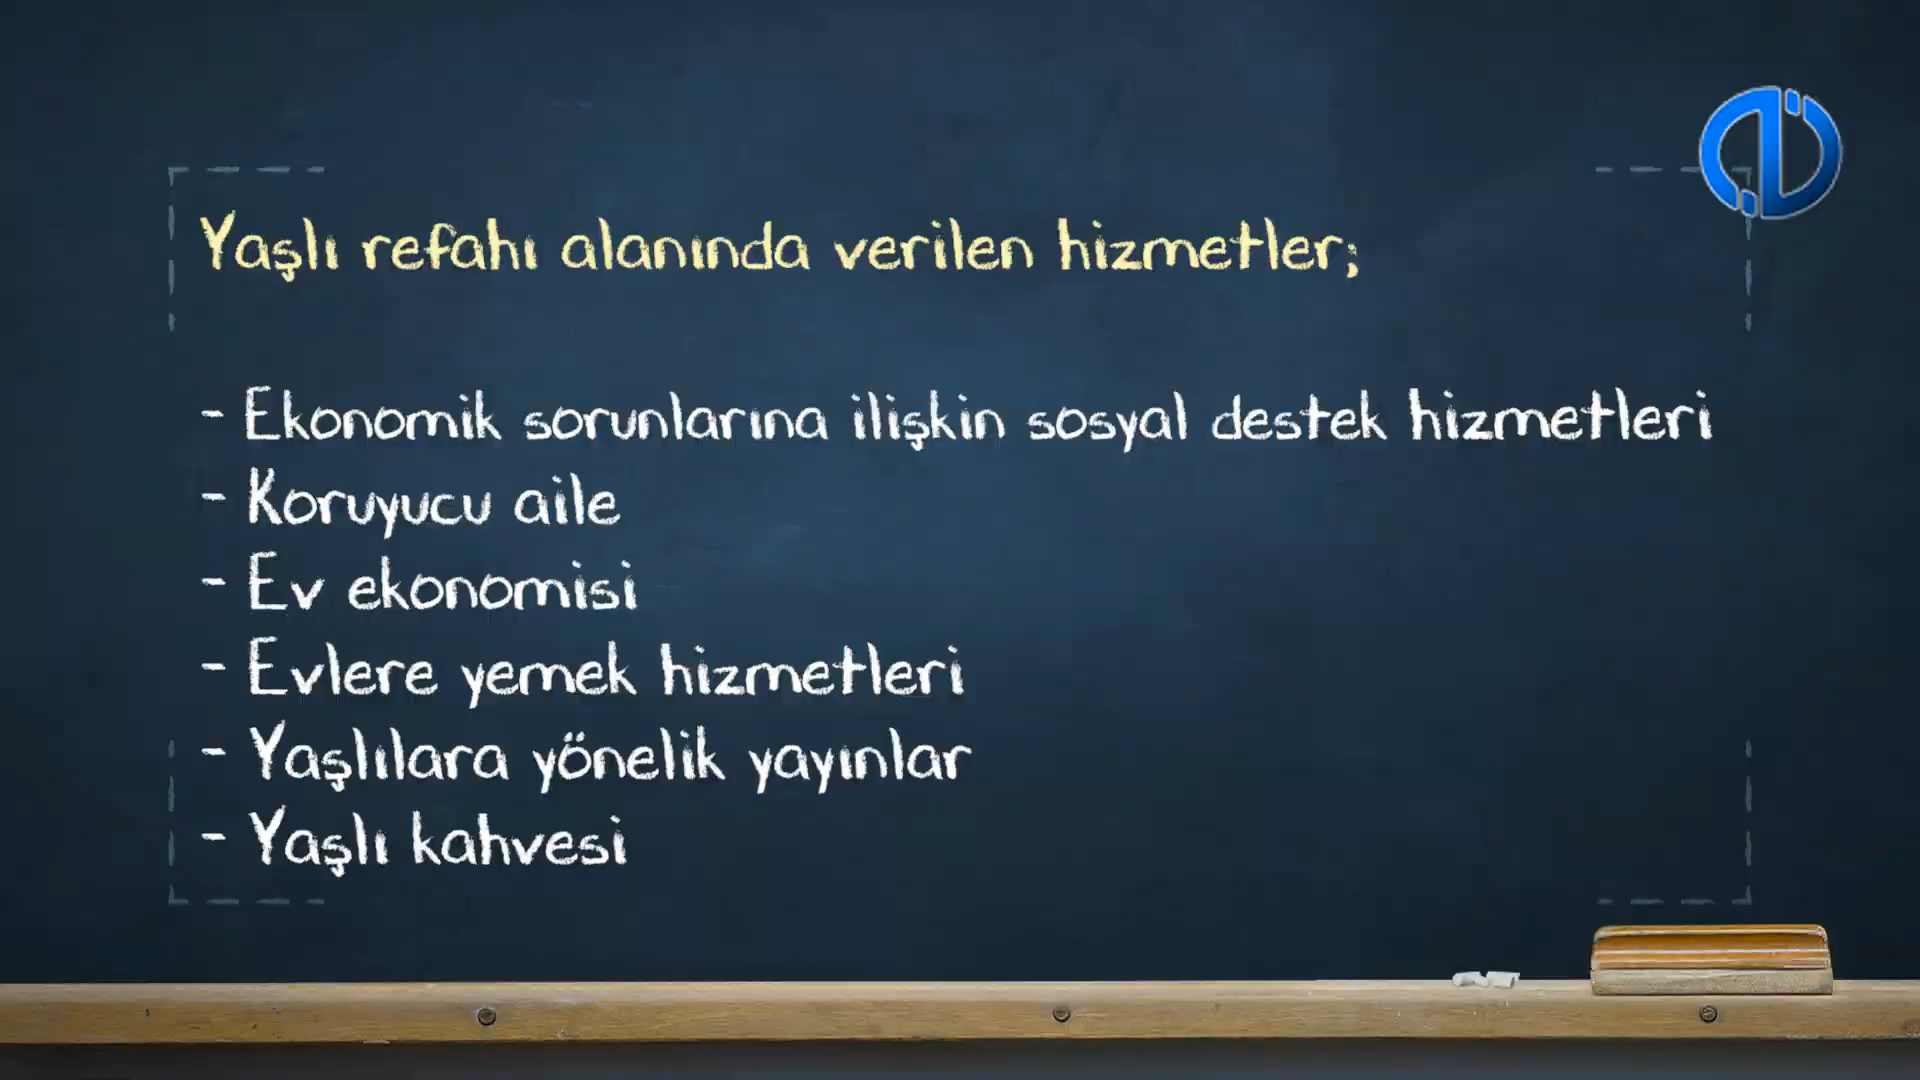 Yaşlı refahı alanında verilen hizmetler;
- Ekonomik sorunlarına ilişkin sosyal destek hizmetleri
- Koruyucu aile
- Ev ekonomisi
- Evlere yemek hizmetleri
- Yaşlılara yönelik yayınlar
- Yaşlı kahvesi